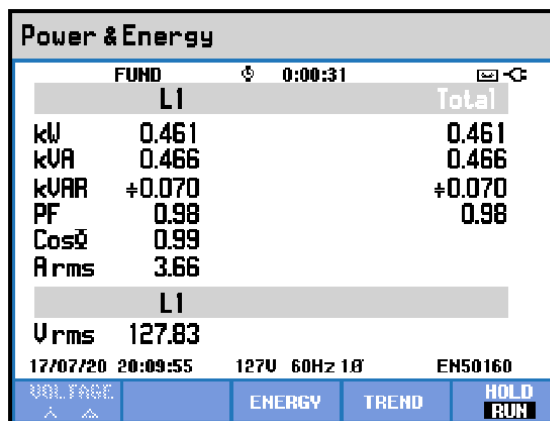 Power & Energy
FUND 0:00:31
L1 Total
kW 0.461 0.461
kVA 0.466 0.466
kVAR ÷0.070 ÷0.070
PF 0.98 0.98
CosΦ 0.99
A rms 3.66
L1
V rms 127.83
17/07/20 20:09:55 127V 60Hz 1Ø EN50160
VOLTAGE ENERGY TREND HOLD
RUN